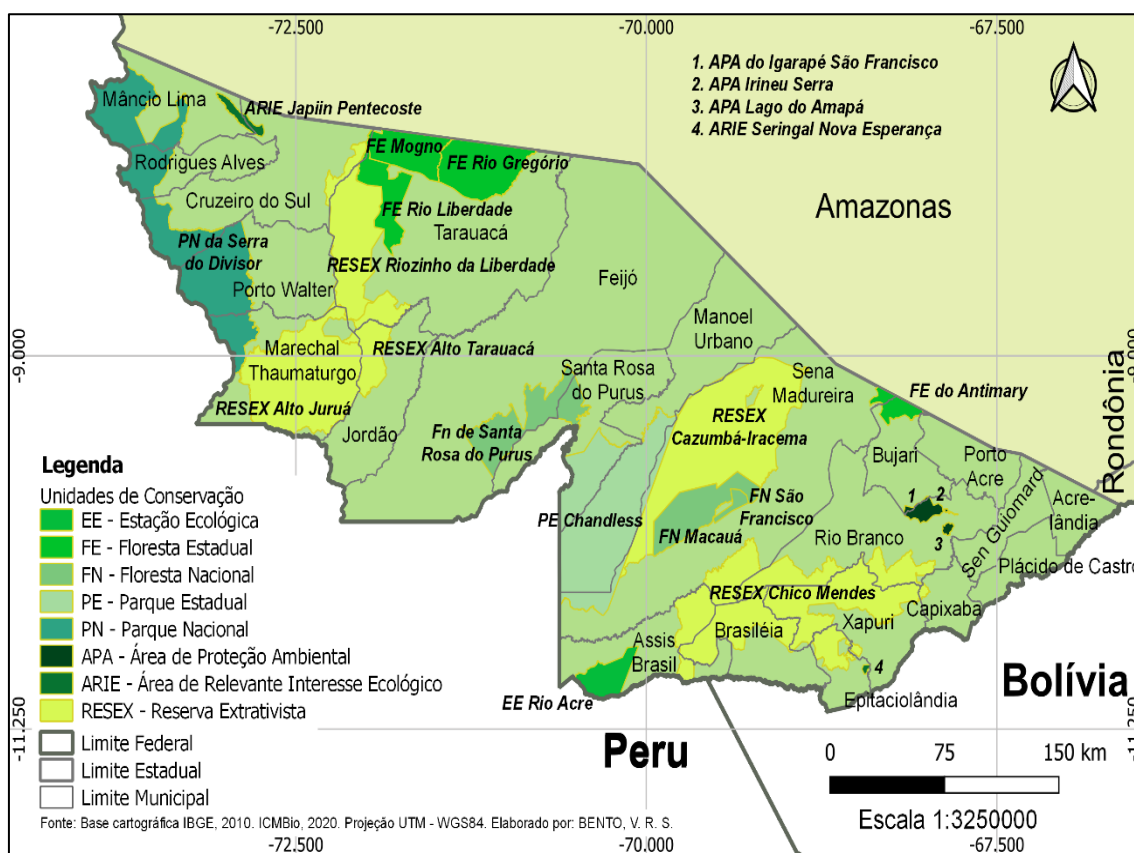 -72.500
-70.000
-67.500
1. APA do Igarapé São Francisco
2. APA Irineu Serra
3. APA Lago do Amapá
4. ARIE Seringal Nova Esperança
Mâncio Lima
ARIE Japiin Pentecoste
FE Mogno
FE Rio Gregório
Rodrigues Alves
Cruzeiro do Sul
FE Rio Liberdade
Tarauacá
Amazonas
PN da Serra
do Divisor
RESEX Riozinho da Liberdade
Feijó
Porto Walter
Manoel
Urbano
-9.000
-9.000
Marechal
Thaumaturgo
RESEX Alto Tarauacá
Santa Rosa
do Purus
Sena
Madureira
FE do Antimary
Rondônia
RESEX Alto Juruá
Jordão
Fn de Santa
Rosa do Purus
RESEX
Cazumbá-Iracema
Bujari
Porto
Acre
PE Chandless
FN São
Francisco
FN Macauá
1
2
3
Rio Branco
Sen Guiomard
Acre-
lândia
Plácido de Castro
RESEX Chico Mendes
Capixaba
Assis
Brasil
Brasiléia
Xapuri
4
EE Rio Acre
Epitaciolândia
Bolívia
Peru
-11.250
-11.250
Legenda
Unidades de Conservação
EE - Estação Ecológica
FE - Floresta Estadual
FN - Floresta Nacional
PE - Parque Estadual
PN - Parque Nacional
APA - Área de Proteção Ambiental
ARIE - Área de Relevante Interesse Ecológico
RESEX - Reserva Extrativista
Limite Federal
Limite Estadual
Limite Municipal
0 75 150 km
Escala 1:3250000
Fonte: Base cartográfica IBGE, 2010. ICMBio, 2020. Projeção UTM - WGS84. Elaborado por: BENTO, V. R. S.
-72.500
-70.000
-67.500